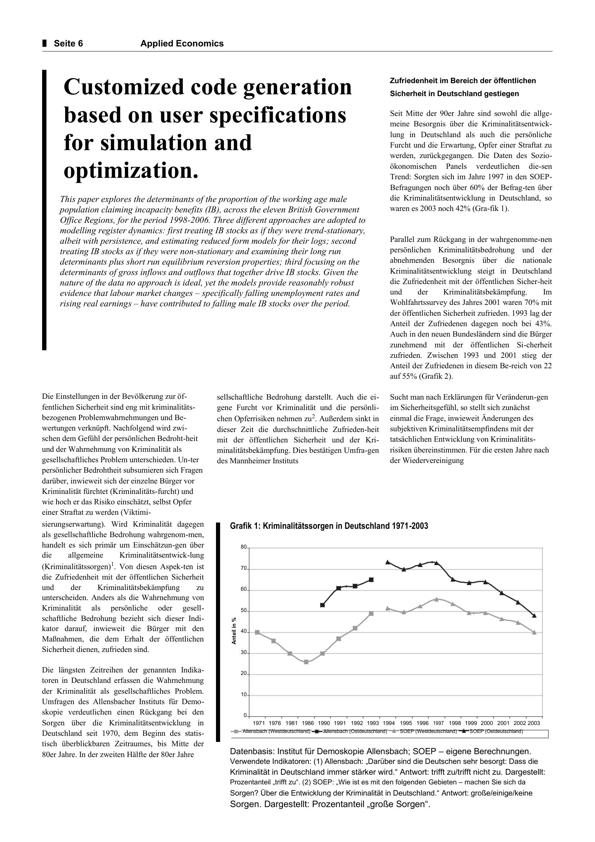 Seite 6 Applied Economics
Customized code generation
based on user specifications
for simulation and
optimization.
This paper explores the determinants of the proportion of the working age male
population claiming incapacity benefits (IB), across the eleven British Government
Office Regions, for the period 1998-2006. Three different approaches are adopted to
modelling register dynamics: first treating IB stocks as if they were trend-stationary,
albeit with persistence, and estimating reduced form models for their logs; second
treating IB stocks as if they were non-stationary and examining their long run
determinants plus short run equilibrium reversion properties; third focusing on the
determinants of gross inflows and outflows that together drive IB stocks. Given the
nature of the data no approach is ideal, yet the models provide reasonably robust
evidence that labour market changes – specifically falling unemployment rates and
rising real earnings – have contributed to falling male IB stocks over the period.
Zufriedenheit im Bereich der öffentlichen
Sicherheit in Deutschland gestiegen
Seit Mitte der 90er Jahre sind sowohl die allge-
meine Besorgnis über die Kriminalitätsentwick-
lung in Deutschland als auch die persönliche
Furcht und die Erwartung, Opfer einer Straftat zu
werden, zurückgegangen. Die Daten des Sozio-
ökonomischen Panels verdeutlichen die-sen
Trend: Sorgten sich im Jahre 1997 in den SOEP-
Befragungen noch über 60% der Befrag-ten über
die Kriminalitätsentwicklung in Deutschland, so
waren es 2003 noch 42% (Gra-fik 1).
Parallel zum Rückgang in der wahrgenomme-nen
persönlichen Kriminalitätsbedrohung und der
abnehmenden Besorgnis über die nationale
Kriminalitätsentwicklung steigt in Deutschland
die Zufriedenheit mit der öffentlichen Sicher-heit
und der Kriminalitätsbekämpfung. Im
Wohlfahrtssurvey des Jahres 2001 waren 70% mit
der öffentlichen Sicherheit zufrieden. 1993 lag der
Anteil der Zufriedenen dagegen noch bei 43%.
Auch in den neuen Bundesländern sind die Bürger
zunehmend mit der öffentlichen Si-cherheit
zufrieden. Zwischen 1993 und 2001 stieg der
Anteil der Zufriedenen in diesem Be-reich von 22
auf 55% (Grafik 2).
Die Einstellungen in der Bevölkerung zur öf-
fentlichen Sicherheit sind eng mit kriminalitäts-
bezogenen Problemwahrnehmungen und Be-
wertungen verknüpft. Nachfolgend wird zwi-
schen dem Gefühl der persönlichen Bedroht-heit
und der Wahrnehmung von Kriminalität als
gesellschaftliches Problem unterschieden. Un-ter
persönlicher Bedrohtheit subsumieren sich Fragen
darüber, inwieweit sich der einzelne Bürger vor
Kriminalität fürchtet (Kriminalitäts-furcht) und
wie hoch er das Risiko einschätzt, selbst Opfer
einer Straftat zu werden (Viktimi-
sierungserwartung). Wird Kriminalität dagegen
als gesellschaftliche Bedrohung wahrgenom-men,
handelt es sich primär um Einschätzun-gen über
die allgemeine Kriminalitätsentwick-lung
(Kriminalitätssorgen)1. Von diesen Aspek-ten ist
die Zufriedenheit mit der öffentlichen Sicherheit
und der Kriminalitätsbekämpfung zu
unterscheiden. Anders als die Wahrnehmung von
Kriminalität als persönliche oder gesell-
schaftliche Bedrohung bezieht sich dieser Indi-
kator darauf, inwieweit die Bürger mit den
Maßnahmen, die dem Erhalt der öffentlichen
Sicherheit dienen, zufrieden sind.
Die längsten Zeitreihen der genannten Indika-
toren in Deutschland erfassen die Wahrnehmung
der Kriminalität als gesellschaftliches Problem.
Umfragen des Allensbacher Instituts für Demo-
skopie verdeutlichen einen Rückgang bei den
Sorgen über die Kriminalitätsentwicklung in
Deutschland seit 1970, dem Beginn des statis-
tisch überblickbaren Zeitraumes, bis Mitte der
80er Jahre. In der zweiten Hälfte der 80er Jahre
sellschaftliche Bedrohung darstellt. Auch die ei-
gene Furcht vor Kriminalität und die persönli-
chen Opferrisiken nehmen zu2. Außerdem sinkt in
dieser Zeit die durchschnittliche Zufrieden-heit
mit der öffentlichen Sicherheit und der Kri-
minalitätsbekämpfung. Dies bestätigen Umfra-gen
des Mannheimer Instituts
Sucht man nach Erklärungen für Veränderun-gen
im Sicherheitsgefühl, so stellt sich zunächst
einmal die Frage, inwieweit Änderungen des
subjektiven Kriminalitätsempfindens mit der
tatsächlichen Entwicklung von Kriminalitäts-
risiken übereinstimmen. Für die ersten Jahre nach
der Wiedervereinigung
Grafik 1: Kriminalitätssorgen in Deutschland 1971-2003
Anteil in %
80
70
60
50
40
30
20
10
0
1971 1976 1981 1986 1990 1991 1992 1993 1994 1995 1996 1997 1998 1999 2000 2001 2002 2003
Allensbach (Westdeutschland) Allensbach (Ostdeutschland) SOEP (Westdeutschland) SOEP (Ostdeutschland)
Datenbasis: Institut für Demoskopie Allensbach; SOEP – eigene Berechnungen.
Verwendete Indikatoren: (1) Allensbach: „Darüber sind die Deutschen sehr besorgt: Dass die
Kriminalität in Deutschland immer stärker wird.“ Antwort: trifft zu/trifft nicht zu. Dargestellt:
Prozentanteil „trifft zu“. (2) SOEP: „Wie ist es mit den folgenden Gebieten – machen Sie sich da
Sorgen? Über die Entwicklung der Kriminalität in Deutschland.“ Antwort: große/einige/keine
Sorgen. Dargestellt: Prozentanteil „große Sorgen“.